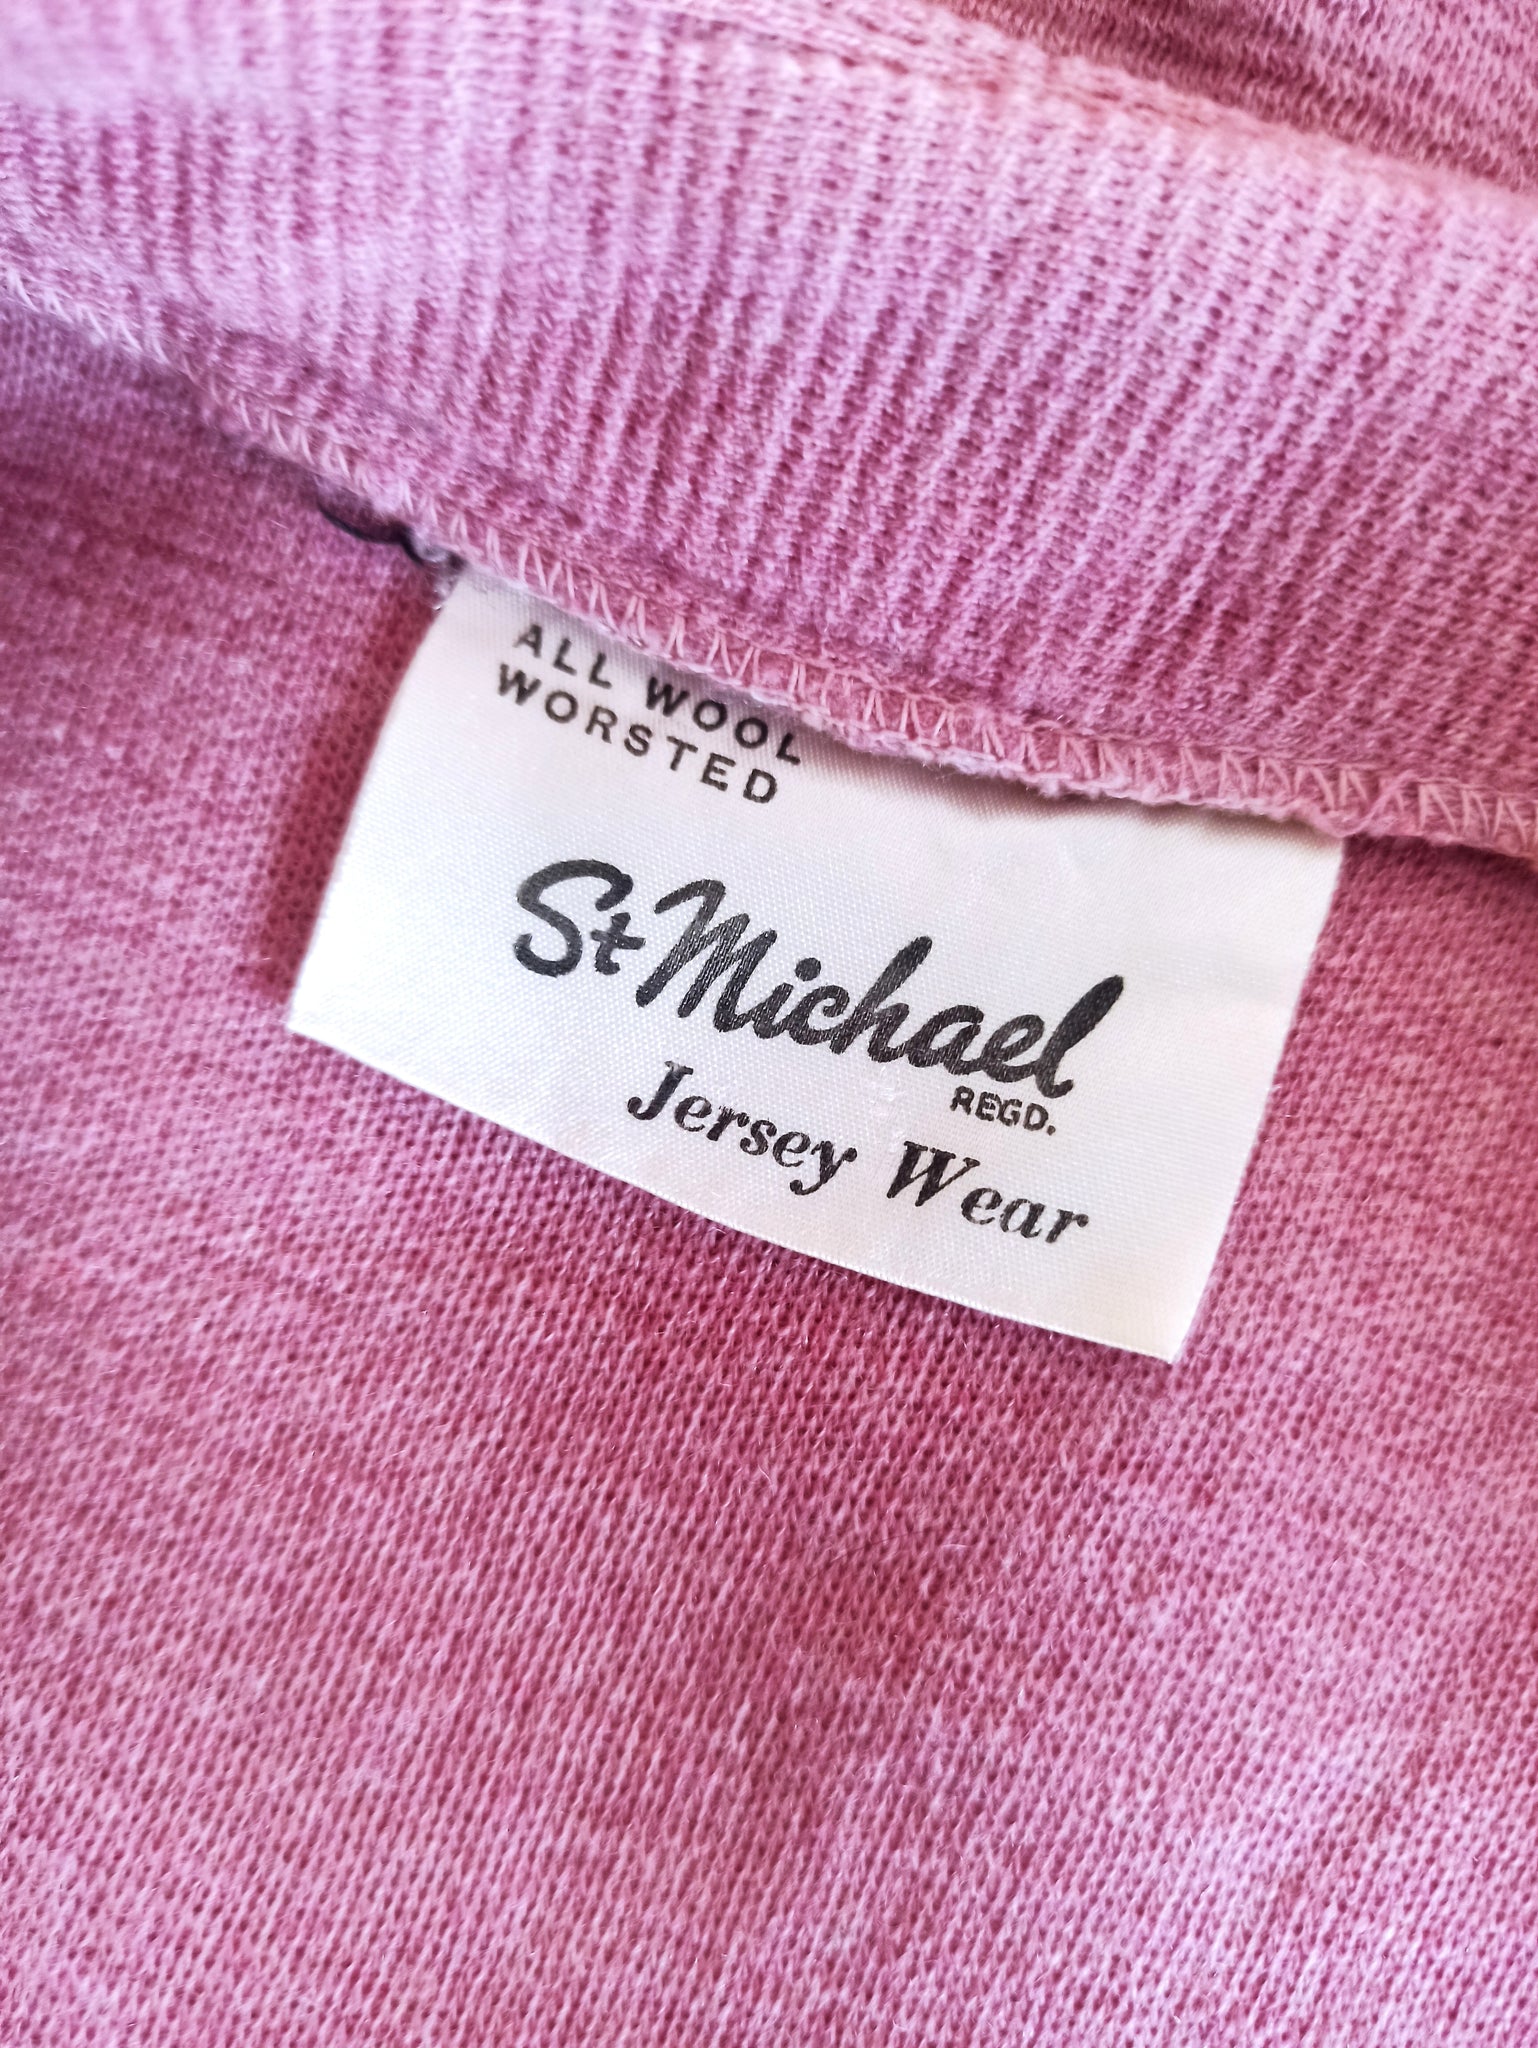 ALL WOOL
WORSTED
St Michael
REGD.
Jersey Wear